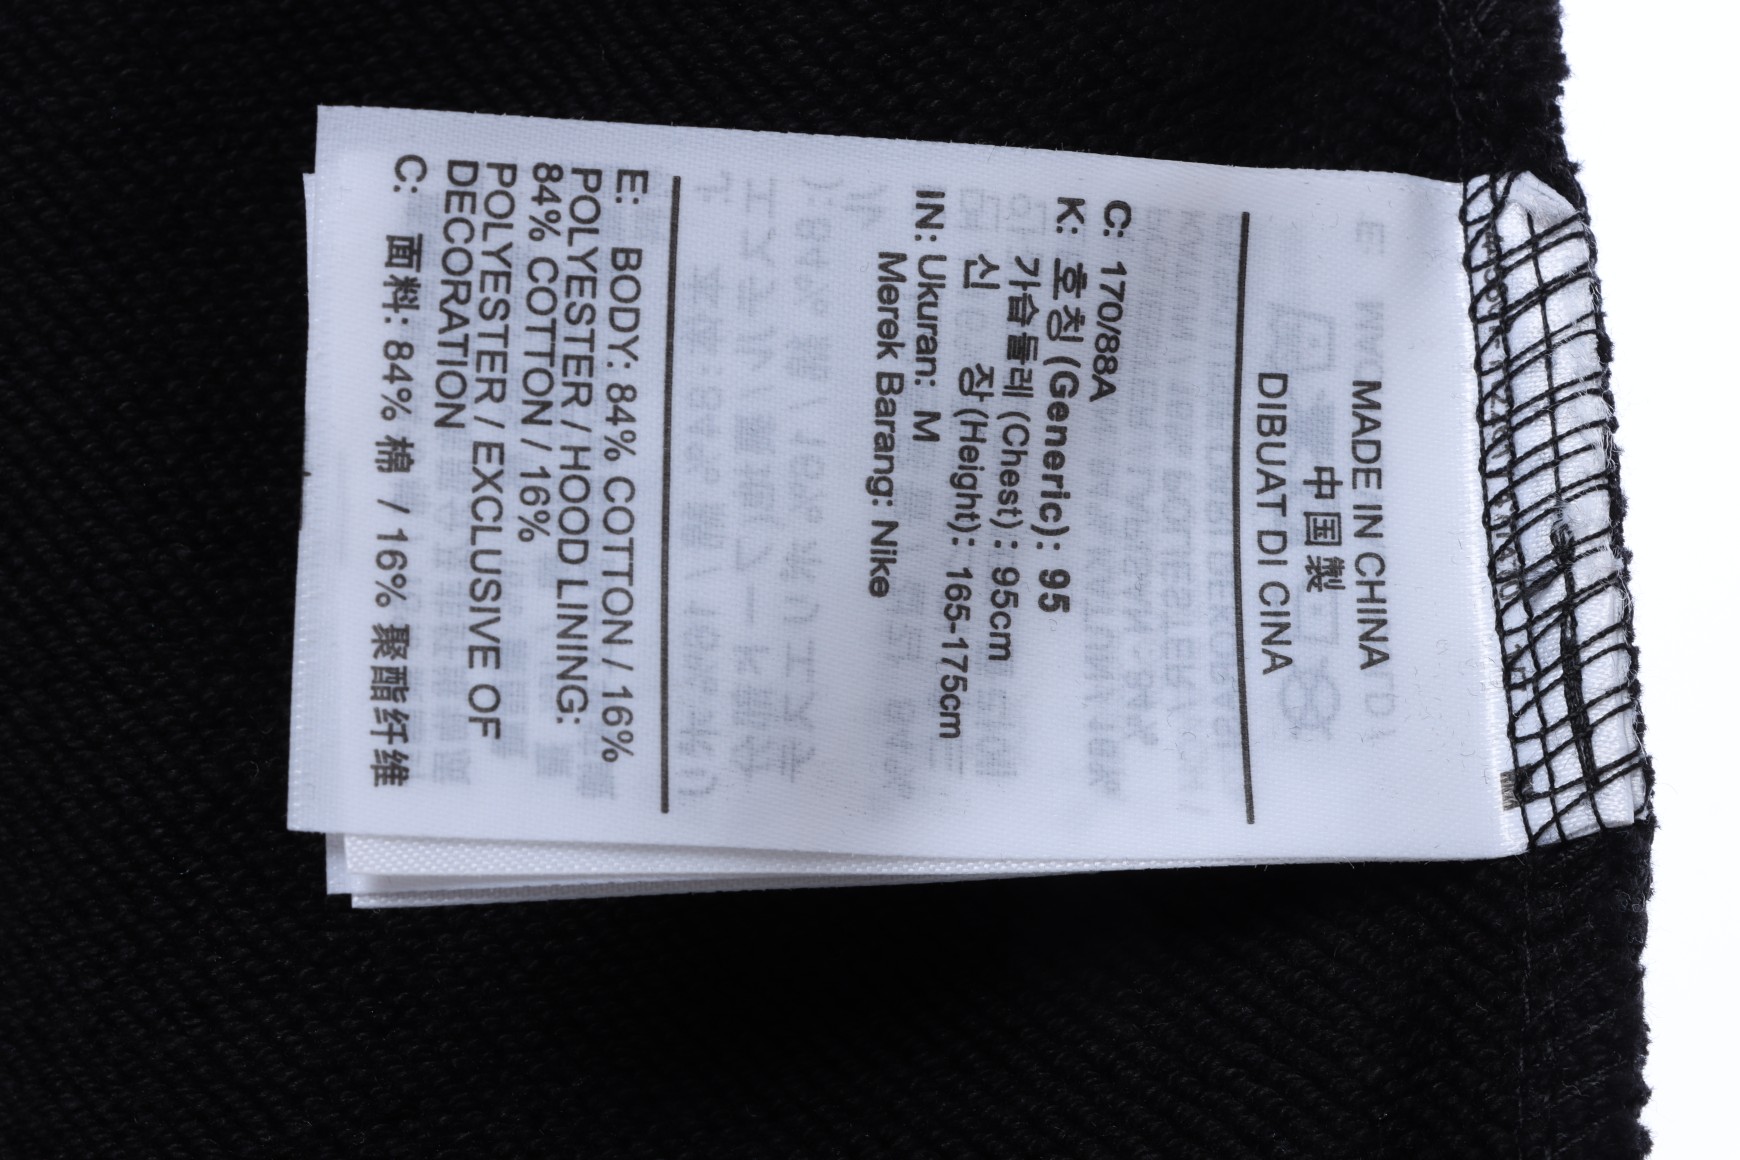 MADE IN CHINA
中国製
DIBUAT DI CINA
C: 170/88A
K: 호칭 (Generic): 95
가슴둘레 (Chest): 95cm
신 장 (Height): 165-175cm
IN: Ukuran: M
Merek Barang: Nike
E: BODY: 84% COTTON / 16%
POLYESTER / HOOD LINING:
84% COTTON / 16%
POLYESTER / EXCLUSIVE OF
DECORATION
C: 面料: 84% 棉 / 16% 聚酯纤维